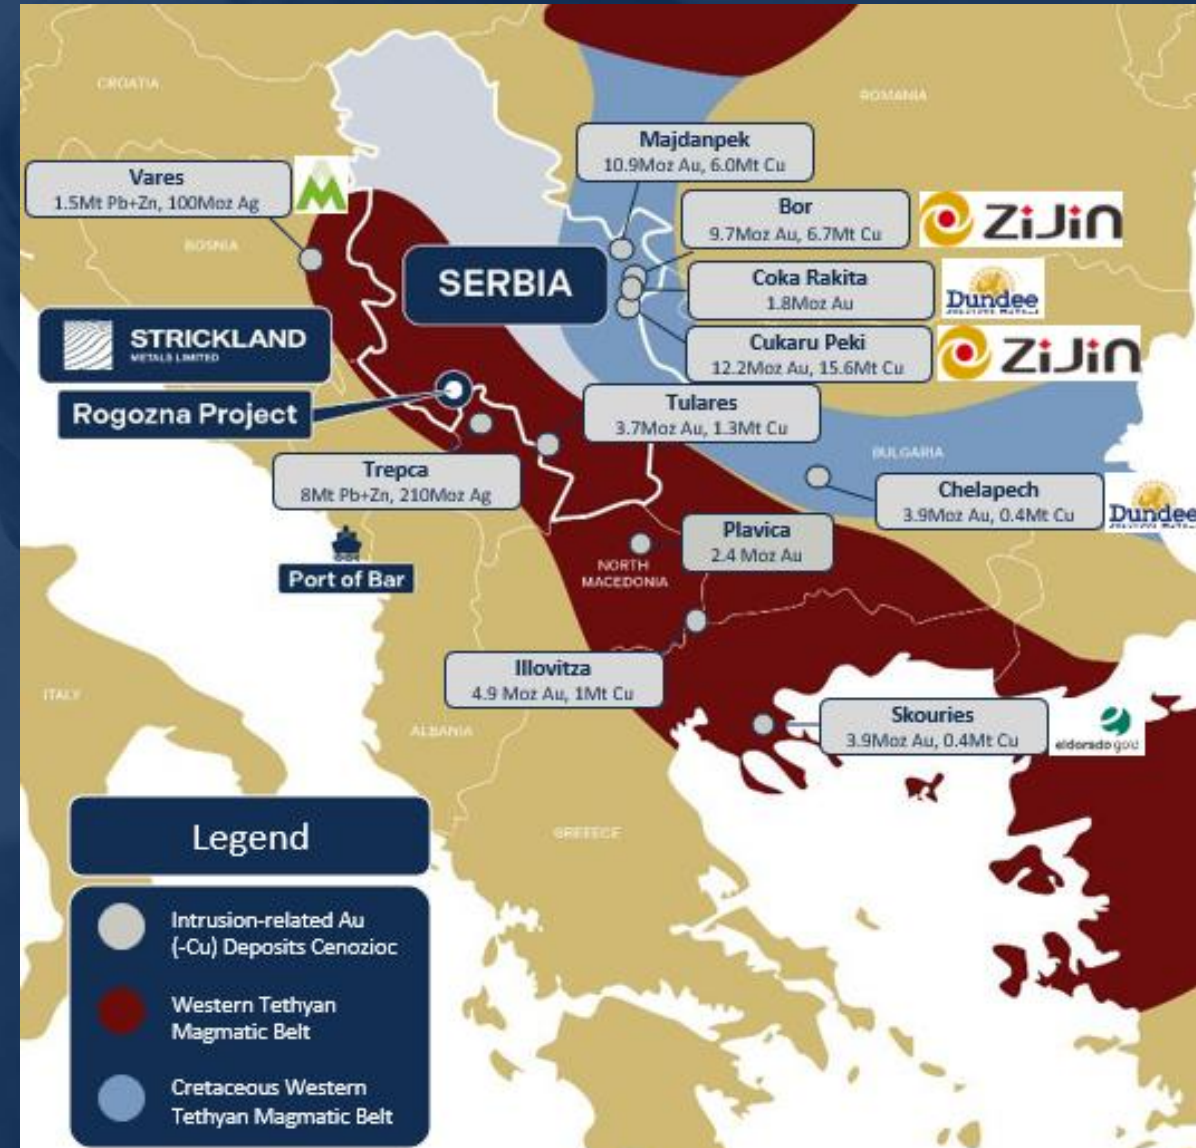 CROATIA
ROMANIA
Majdanpek
10.9Moz Au, 6.0Mt Cu
Vares
1.5Mt Pb+Zn, 100Moz Ag
Bor
9.7Moz Au, 6.7Mt Cu
ZiJin
BOSNIA
SERBIA
Coka Rakita
1.8Moz Au
Dundee
STRICKLAND
METALS LIMITED
Cukaru Peki
12.2Moz Au, 15.6Mt Cu
ZiJin
Rogozna Project
Tulares
3.7Moz Au, 1.3Mt Cu
BULGARIA
Trepca
8Mt Pb+Zn, 210Moz Ag
Chelapech
3.9Moz Au, 0.4Mt Cu
Dundee
Plavica
2.4 Moz Au
Port of Bar
NORTH
MACEDONIA
Illovitza
4.9 Moz Au, 1Mt Cu
ITALY
ALBANIA
Skouries
3.9Moz Au, 0.4Mt Cu
eldorado gold
GREFECE
Legend
Intrusion-related Au
(-Cu) Deposits Cenozioc
Western Tethyan
Magmatic Belt
Cretaceous Western
Tethyan Magmatic Belt